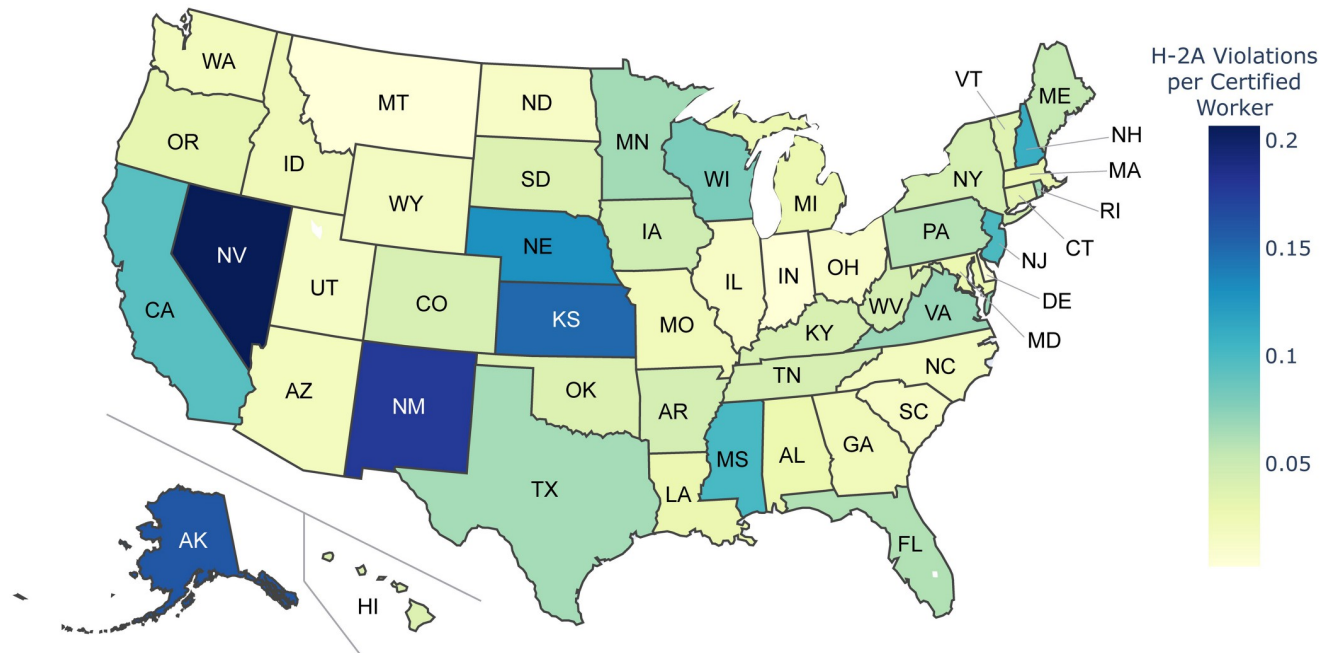 H-2A Violations
per Certified
Worker
0.2
0.15
0.1
0.05
WA
MT
ND
MN
VT
ME
OR
ID
SD
WI
NH
MA
WY
MI
NY
RI
IA
NE
PA
CT
NV
NJ
UT
CO
IL
IN
OH
DE
CA
KS
MO
WV
VA
MD
KY
AZ
NM
OK
TN
NC
AR
SC
MS
AL
GA
TX
LA
AK
FL
HI